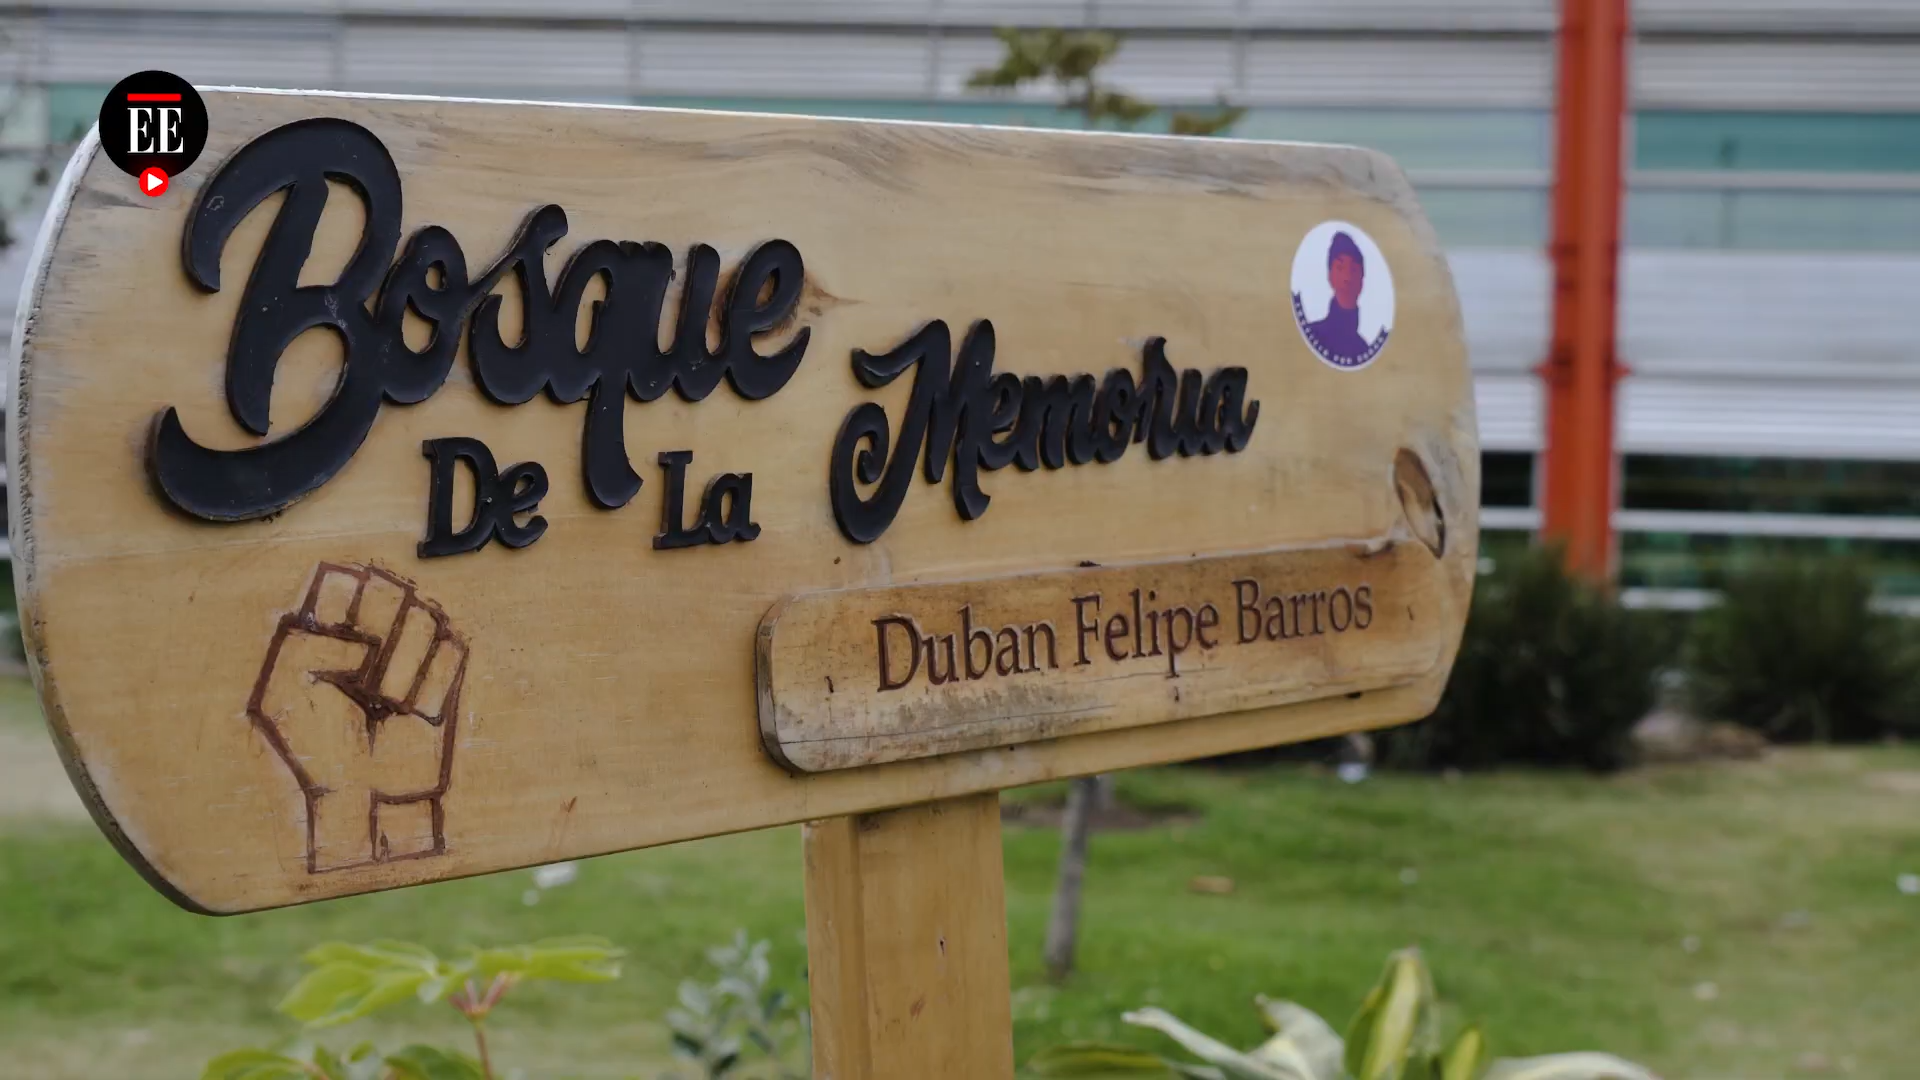 EE
Bosque
De La
Memoria
Duban Felipe Barros